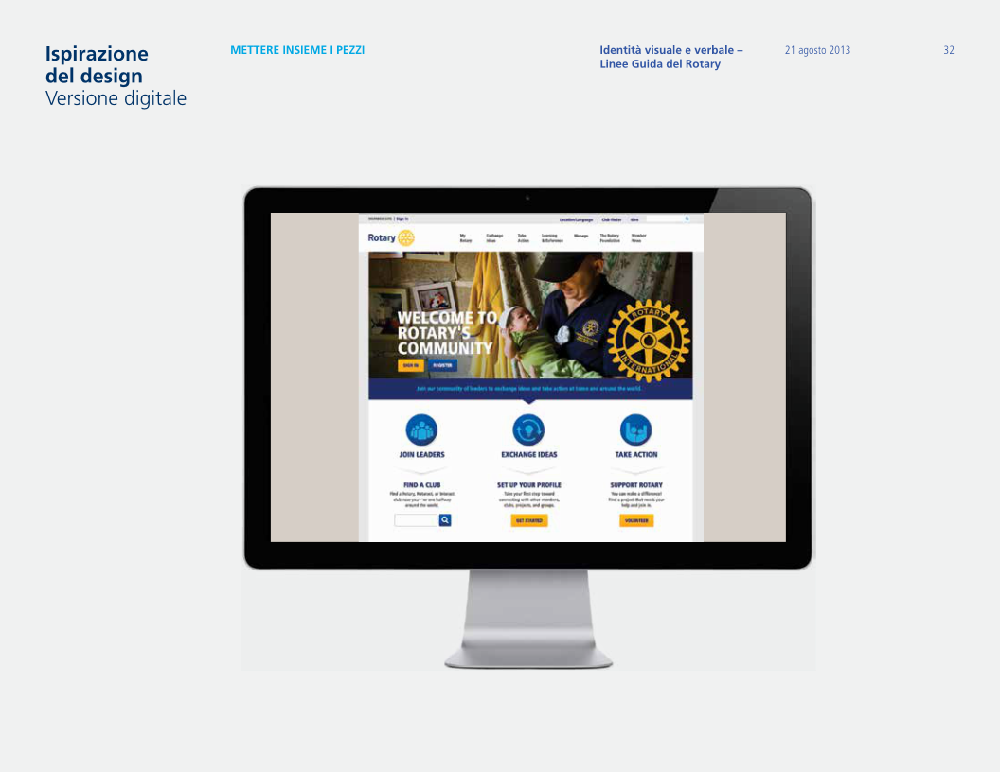 Ispirazione
del design
Versione digitale
METTERE INSIEME I PEZZI
Identità visuale e verbale –
Linee Guida del Rotary
21 agosto 2013
32
MEMBER SITE | Sign In
Location/Language
Club Finder
Give
Rotary
My
Rotary
Exchange
Ideas
Take
Action
Learning
& Reference
Manage
The Rotary
Foundation
Member
News
WELCOME TO
ROTARY'S
COMMUNITY
SIGN IN
REGISTER
ROTARY
INTERNATIONAL
Join our community of leaders to exchange ideas and take action at home and around the world.
JOIN LEADERS
EXCHANGE IDEAS
TAKE ACTION
FIND A CLUB
Find a Rotary, Rotaract, or Interact
club near you—or one halfway
around the world.
SET UP YOUR PROFILE
Take your first step toward
connecting with other members,
clubs, projects, and groups.
GET STARTED
SUPPORT ROTARY
You can make a difference!
Find a project that needs your
help and join in.
VOLUNTEER